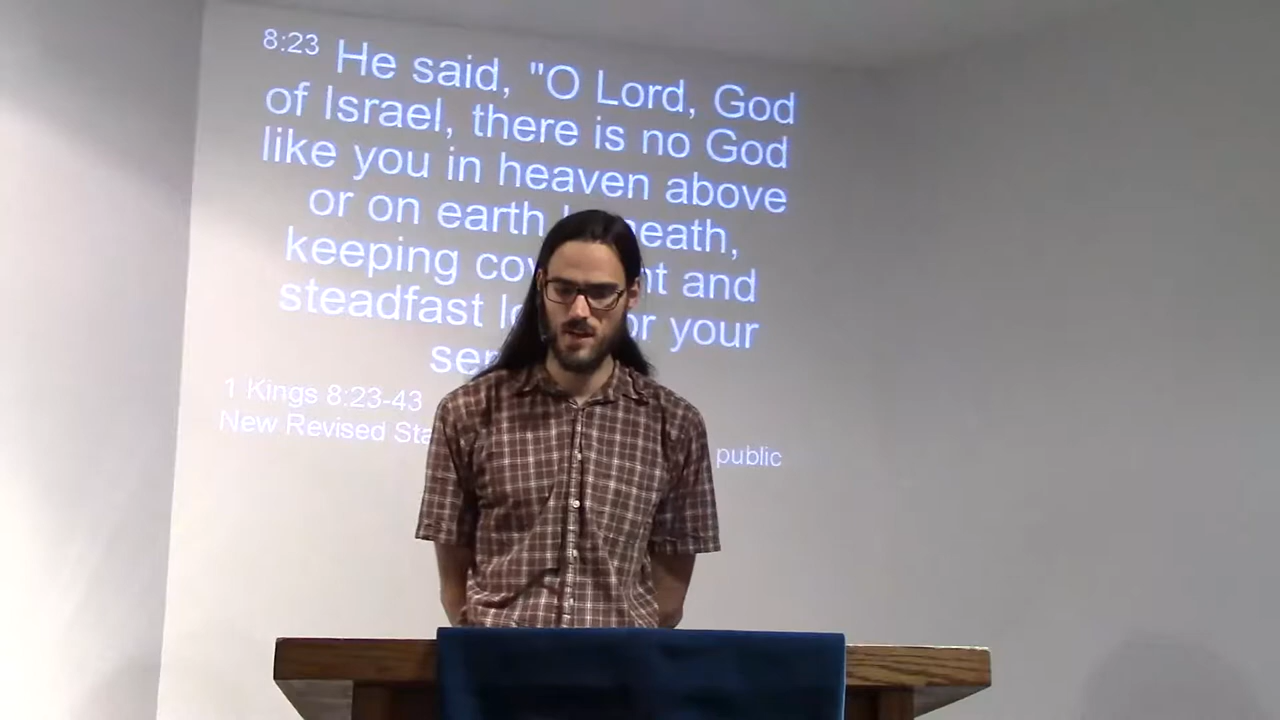 8:23 He said, "O Lord, God
of Israel, there is no God
like you in heaven above
or on earth
keeping and
steadfast your
1 Kings 8:23-43
New Revised
public